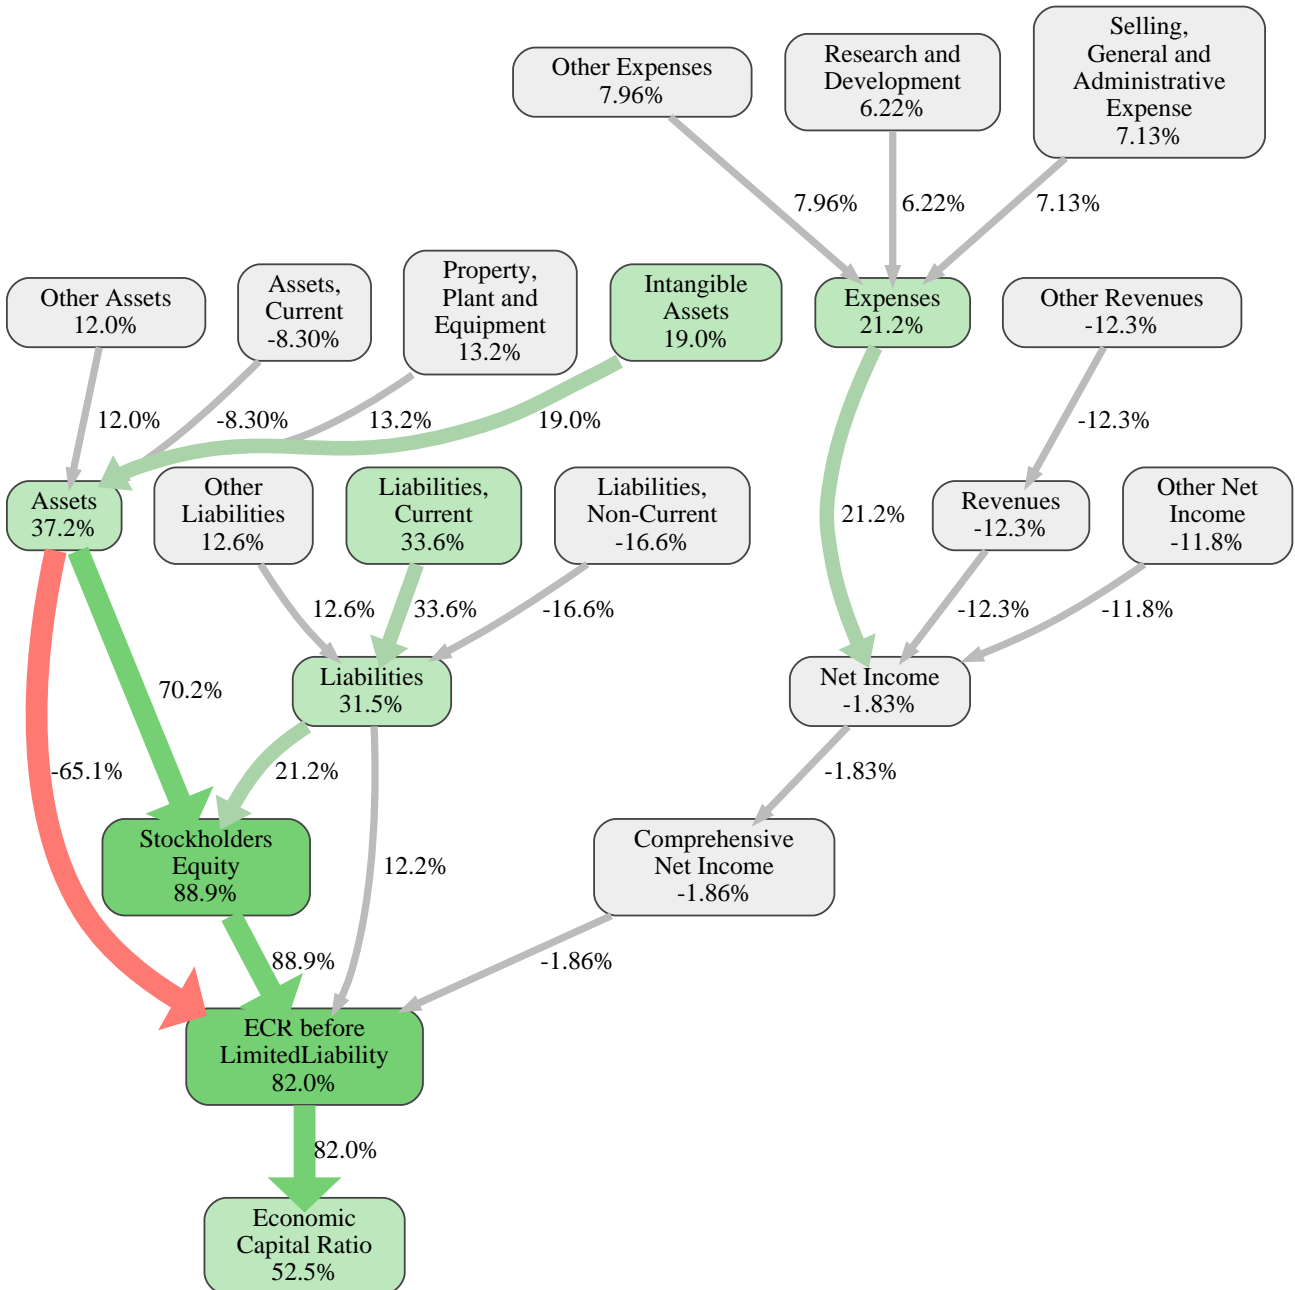 Other Expenses
7.96%
Research and
Development
6.22%
Selling,
General and
Administrative
Expense
7.13%
7.96%
6.22%
7.13%
Other Assets
12.0%
Assets,
Current
-8.30%
Property,
Plant and
Equipment
13.2%
Intangible
Assets
19.0%
Expenses
21.2%
Other Revenues
-12.3%
12.0%
-8.30%
13.2%
19.0%
-12.3%
Assets
37.2%
Other
Liabilities
12.6%
Liabilities,
Current
33.6%
Liabilities,
Non-Current
-16.6%
21.2%
Revenues
-12.3%
Other Net
Income
-11.8%
12.6%
33.6%
-16.6%
-12.3%
-11.8%
70.2%
Liabilities
31.5%
Net Income
-1.83%
-65.1%
21.2%
-1.83%
Stockholders
Equity
88.9%
12.2%
Comprehensive
Net Income
-1.86%
88.9%
-1.86%
ECR before
LimitedLiability
82.0%
82.0%
Economic
Capital Ratio
52.5%